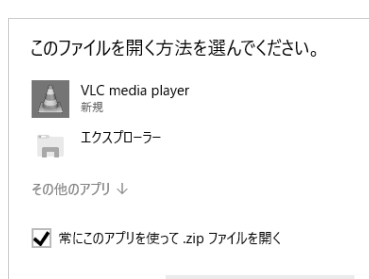 このファイルを開く方法を選んでください。
VLC media player
新規
エクスプローラー
その他のアプリ ↓
常にこのアプリを使って .zip ファイルを開く